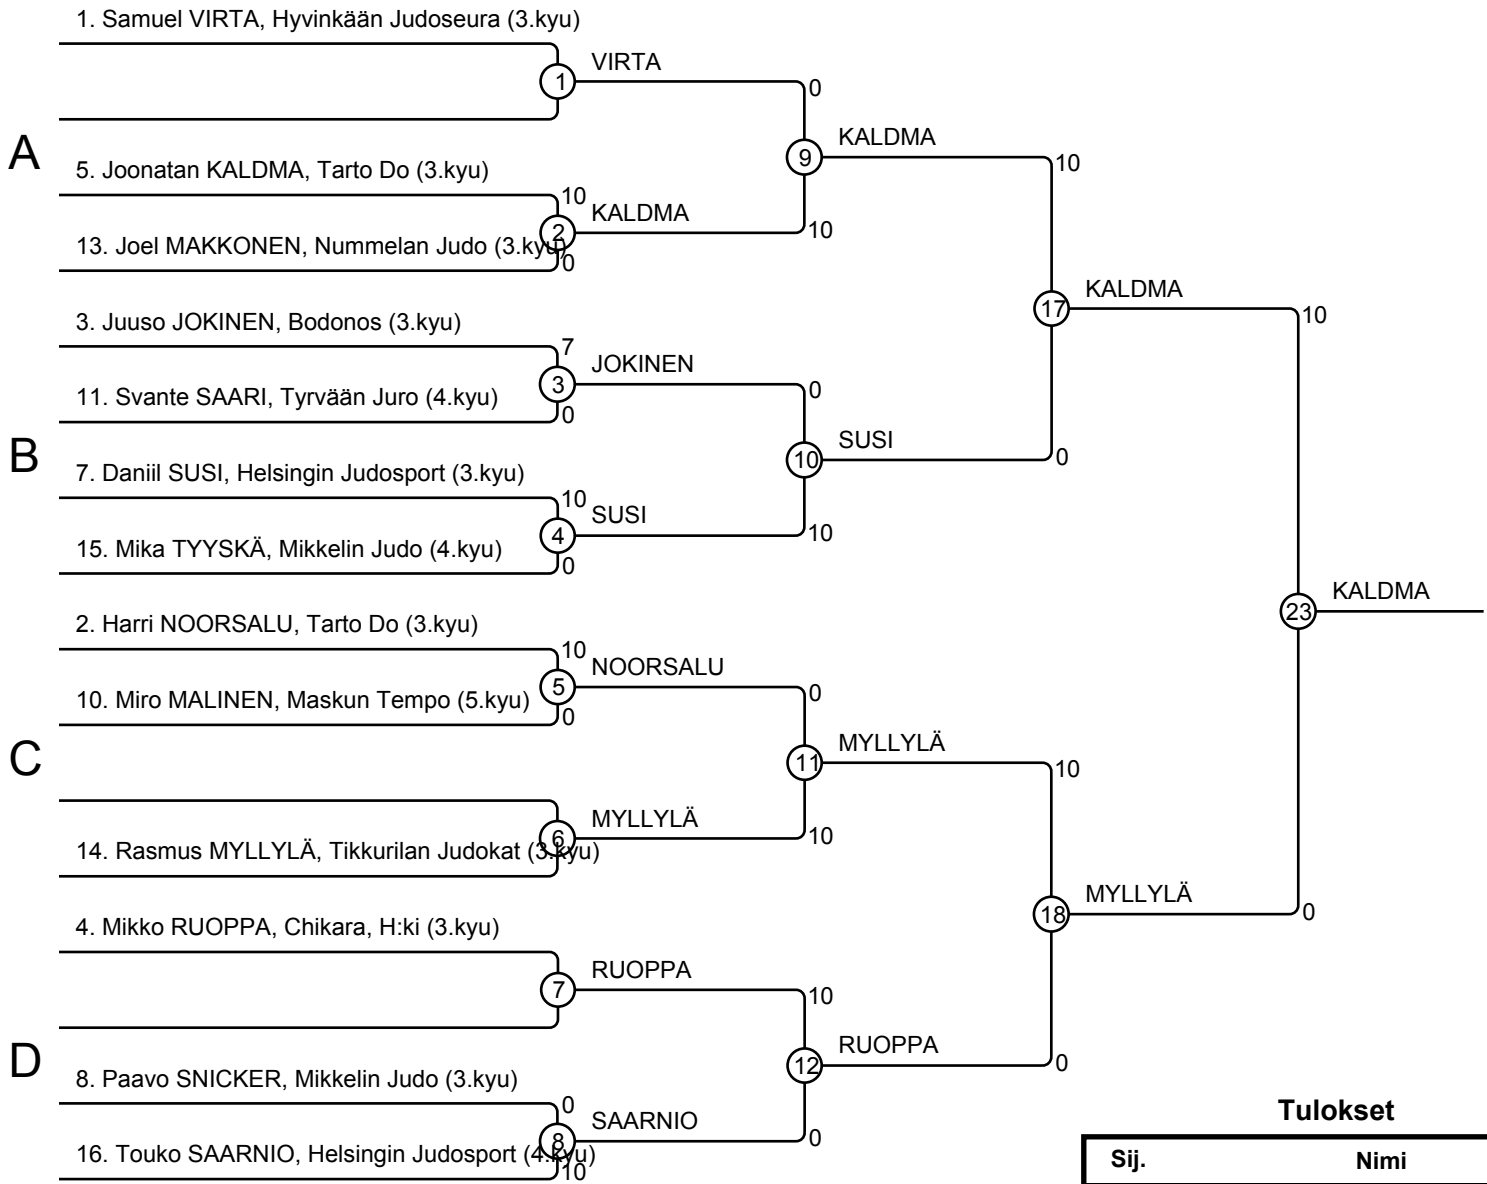 1. Samuel VIRTA, Hyvinkään Judoseura (3.kyu)
1
VIRTA
0
A
9
KALDMA
10
5. Joonatan KALDMA, Tarto Do (3.kyu)
10
2
KALDMA
10
13. Joel MAKKONEN, Nummelan Judo (3.kyu)
0
17
KALDMA
10
3. Juuso JOKINEN, Bodonos (3.kyu)
7
3
JOKINEN
0
11. Svante SAARI, Tyrvään Juro (4.kyu)
0
B
10
SUSI
0
7. Daniil SUSI, Helsingin Judosport (3.kyu)
10
4
SUSI
10
15. Mika TYYSKÄ, Mikkelin Judo (4.kyu)
0
23
KALDMA
2. Harri NOORSALU, Tarto Do (3.kyu)
10
5
NOORSALU
0
10. Miro MALINEN, Maskun Tempo (5.kyu)
0
C
11
MYLLYLÄ
10
6
MYLLYLÄ
10
14. Rasmus MYLLYLÄ, Tikkurilan Judokat (3.kyu)
18
MYLLYLÄ
0
4. Mikko RUOPPA, Chikara, H:ki (3.kyu)
7
RUOPPA
10
D
12
RUOPPA
0
8. Paavo SNICKER, Mikkelin Judo (3.kyu)
0
8
SAARNIO
0
16. Touko SAARNIO, Helsingin Judosport (4.kyu)
10
Tulokset
Sij. Nimi